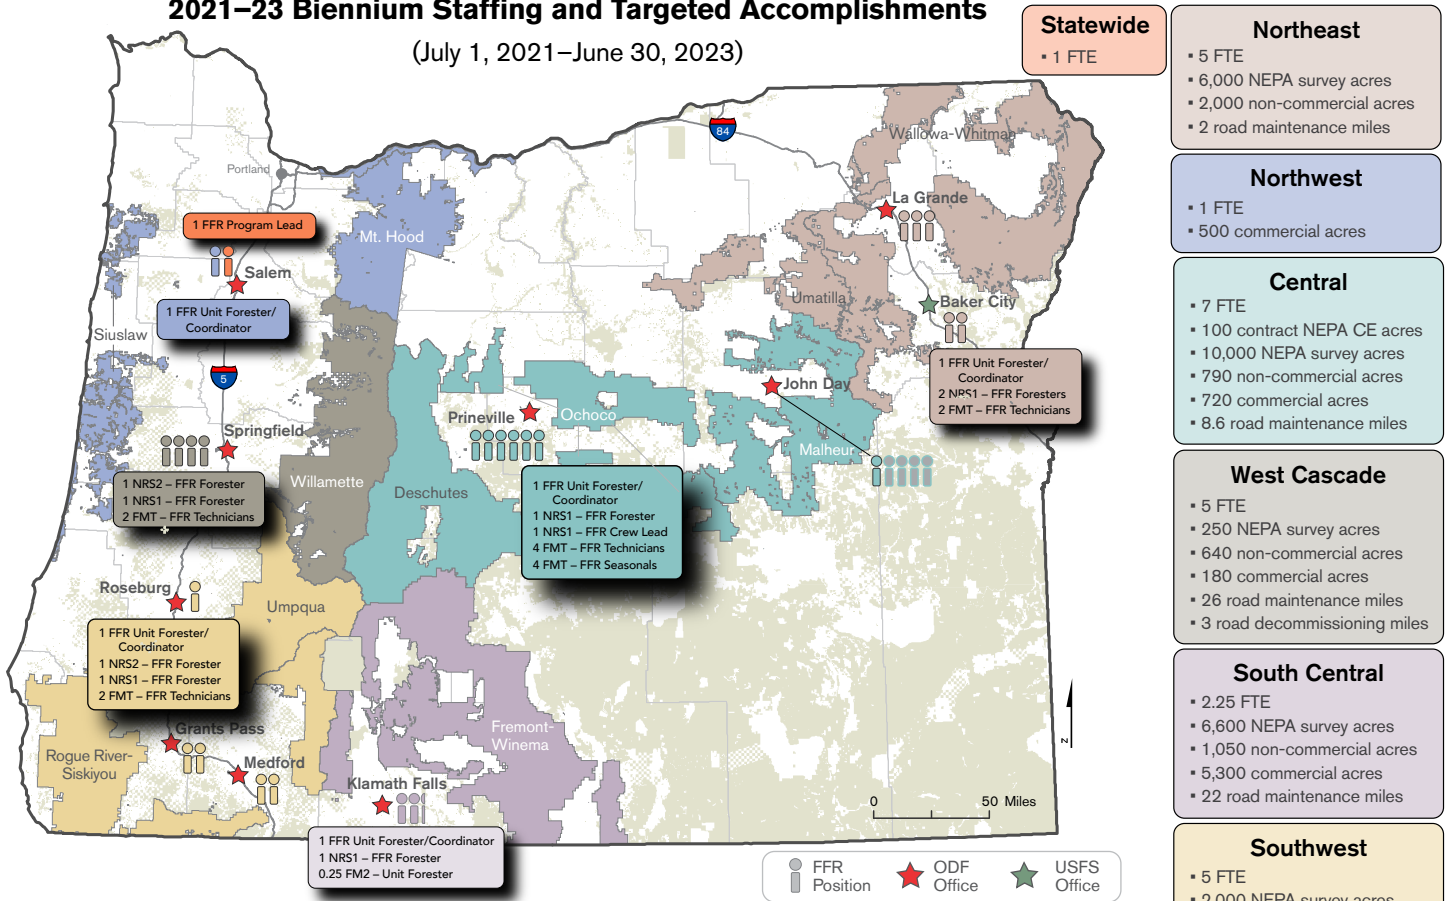 2021–23 Biennium Staffing and Targeted Accomplishments
(July 1, 2021–June 30, 2023)
Statewide
▪ 1 FTE
Northeast
▪ 5 FTE
▪ 6,000 NEPA survey acres
▪ 2,000 non-commercial acres
▪ 2 road maintenance miles
Northwest
▪ 1 FTE
▪ 500 commercial acres
Central
▪ 7 FTE
▪ 100 contract NEPA CE acres
▪ 10,000 NEPA survey acres
▪ 790 non-commercial acres
▪ 720 commercial acres
▪ 8.6 road maintenance miles
West Cascade
▪ 5 FTE
▪ 250 NEPA survey acres
▪ 640 non-commercial acres
▪ 180 commercial acres
▪ 26 road maintenance miles
▪ 3 road decommissioning miles
South Central
▪ 2.25 FTE
▪ 6,600 NEPA survey acres
▪ 1,050 non-commercial acres
▪ 5,300 commercial acres
▪ 22 road maintenance miles
Southwest
▪ 5 FTE
▪ 2,000 NEPA survey acres
84
Wallowa-Whitman
Portland
La Grande
1 FFR Program Lead
Mt. Hood
Salem
Umatilla
Baker City
1 FFR Unit Forester/
Coordinator
Siuslaw
5
1 FFR Unit Forester/
Coordinator
2 NRS1 – FFR Foresters
2 FMT – FFR Technicians
John Day
Prineville
Ochoco
Springfield
Malheur
Willamette
Deschutes
1 NRS2 – FFR Forester
1 NRS1 – FFR Forester
2 FMT – FFR Technicians
1 FFR Unit Forester/
Coordinator
1 NRS1 – FFR Forester
1 NRS1 – FFR Crew Lead
4 FMT – FFR Technicians
4 FMT – FFR Seasonals
Roseburg
Umpqua
1 FFR Unit Forester/
Coordinator
1 NRS2 – FFR Forester
1 NRS1 – FFR Forester
2 FMT – FFR Technicians
Grants Pass
Rogue River-
Siskiyou
Medford
Fremont-
Winema
Klamath Falls
1 FFR Unit Forester/Coordinator
1 NRS1 – FFR Forester
0.25 FM2 – Unit Forester
0
50 Miles
N
FFR
Position
ODF
Office
USFS
Office